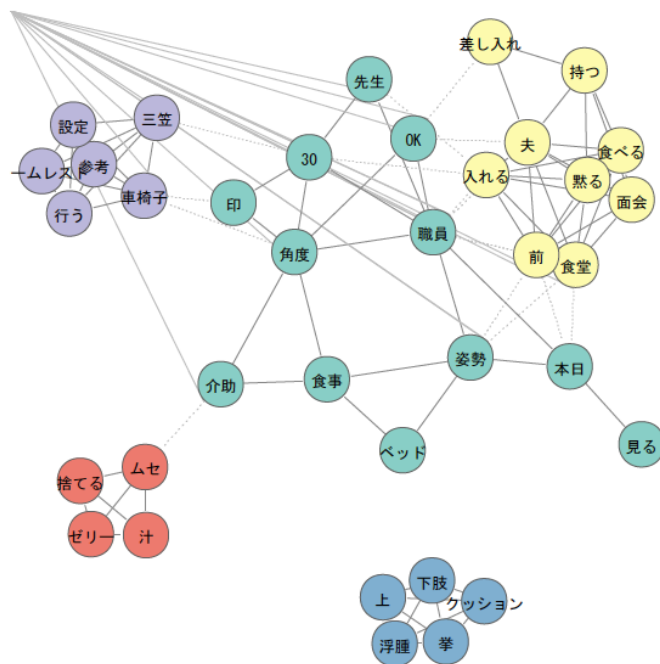 差し入れ
先生
持つ
設定
三笠
OK
夫
食べる
30
参考
ームレスト
入れる
黙る
車椅子
面会
印
行う
職員
角度
前
食堂
姿勢
本日
介助
食事
見る
ベッド
ムセ
捨てる
ゼリー
汁
下肢
上
クッション
浮腫
挙